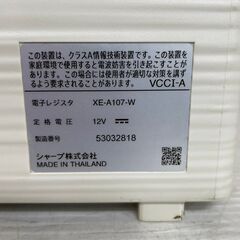 この装置は、クラスA情報技術装置です。この装置を
家庭環境で使用すると電波妨害を引き起こすことが
あります。この場合には使用者が適切な対策を講ず
るよう要求されることがあります。 VCCI-A
電子レジスタ XE-A107-W
定格電圧 12V ⎓
製造番号 53032818
シャープ株式会社
MADE IN THAILAND